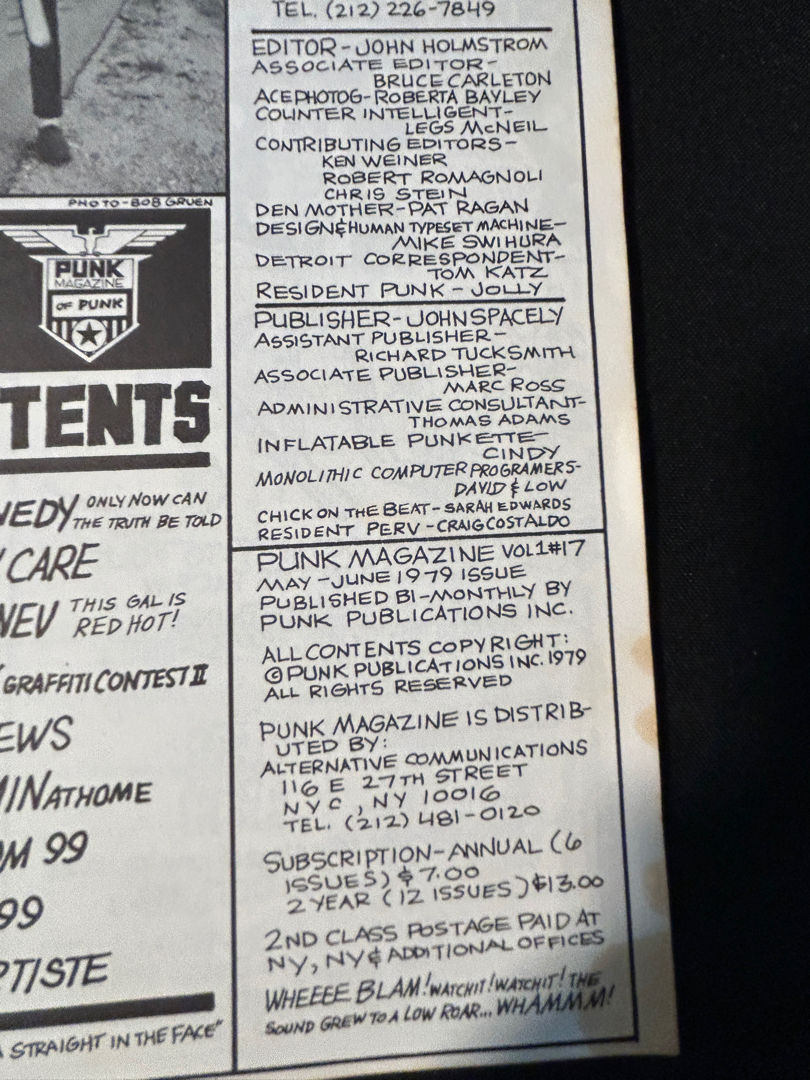 PHOTO-BOB GRUEN
PUNK
MAGAZINE
OF PUNK
TENTS
ONLY NOW CAN
THE TRUTH BE TOLD
CARE
THIS GAL IS
RED HOT!
GRAFFITI CONTEST II
EWS
ATHOME
99
99
PTISTE
STRAIGHT IN THE FACE"
TEL. (212) 226-7849
EDITOR-JOHN HOLMSTROM
ASSOCIATE EDITOR-
BRUCE CARLETON
ACE PHOTOG-ROBERTA BAYLEY
COUNTER INTELLIGENT-
LEGS McNEIL
CONTRIBUTING EDITORS-
KEN WEINER
ROBERT ROMAGNOLI
CHRIS STEIN
DEN MOTHER-PAT RAGAN
DESIGN & HUMAN TYPESET MACHINE-
MIKE SWIHURA
DETROIT CORRESPONDENT-
TOM KATZ
RESIDENT PUNK - JOLLY
PUBLISHER-JOHN SPACELY
ASSISTANT PUBLISHER-
RICHARD TUCKSMITH
ASSOCIATE PUBLISHER-
MARC ROSS
ADMINISTRATIVE CONSULTANT-
THOMAS ADAMS
INFLATABLE PUNKETTE-
CINDY
MONOLITHIC COMPUTER PROGRAMERS-
DAVID & LOW
CHICK ON THE BEAT-SARAH EDWARDS
RESIDENT PERV-CRAIG COSTALDO
PUNK MAGAZINE VOL 1 #17
MAY-JUNE 1979 ISSUE
PUBLISHED BI-MONTHLY BY
PUNK PUBLICATIONS INC.
ALL CONTENTS COPYRIGHT:
© PUNK PUBLICATIONS INC. 1979
ALL RIGHTS RESERVED
PUNK MAGAZINE IS DISTRIB-
UTED BY:
ALTERNATIVE COMMUNICATIONS
116 E 27TH STREET
NYC, NY 10016
TEL. (212) 481-0120
SUBSCRIPTION-ANNUAL (6
ISSUES) $7.00
2 YEAR (12 ISSUES) $13.00
2ND CLASS POSTAGE PAID AT
NY, NY & ADDITIONAL OFFICES
WHEEEE BLAM! WATCHIT! WATCHIT! THE
SOUND GREW TO A LOW ROAR... WHAMMM!